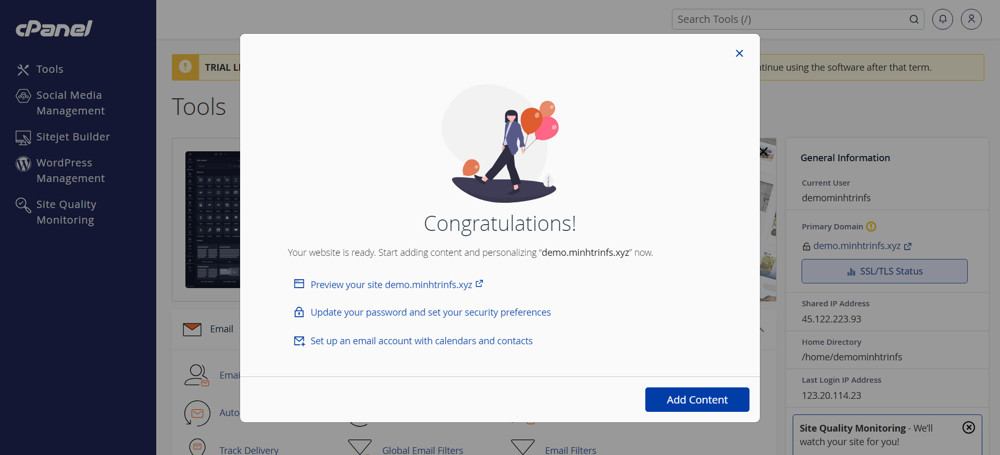 cPanel
Tools
Social Media
Management
Sitejet Builder
WordPress
Management
Site Quality
Monitoring
Search Tools (/)
TRIAL
tinue using the software after that term.
Tools
Congratulations!
Your website is ready. Start adding content and personalizing “demo.minhtrinfs.xyz” now.
Preview your site demo.minhtrinfs.xyz
Update your password and set your security preferences
Set up an email account with calendars and contacts
Add Content
Email
Emai
Auto
Track Delivery
Global Email Filters
Email Filters
General Information
Current User
demominhtrinfs
Primary Domain
demo.minhtrinfs.xyz
SSL/TLS Status
Shared IP Address
45.122.223.93
Home Directory
/home/demominhtrinfs
Last Login IP Address
123.20.114.23
Site Quality Monitoring - We’ll
watch your site for you!